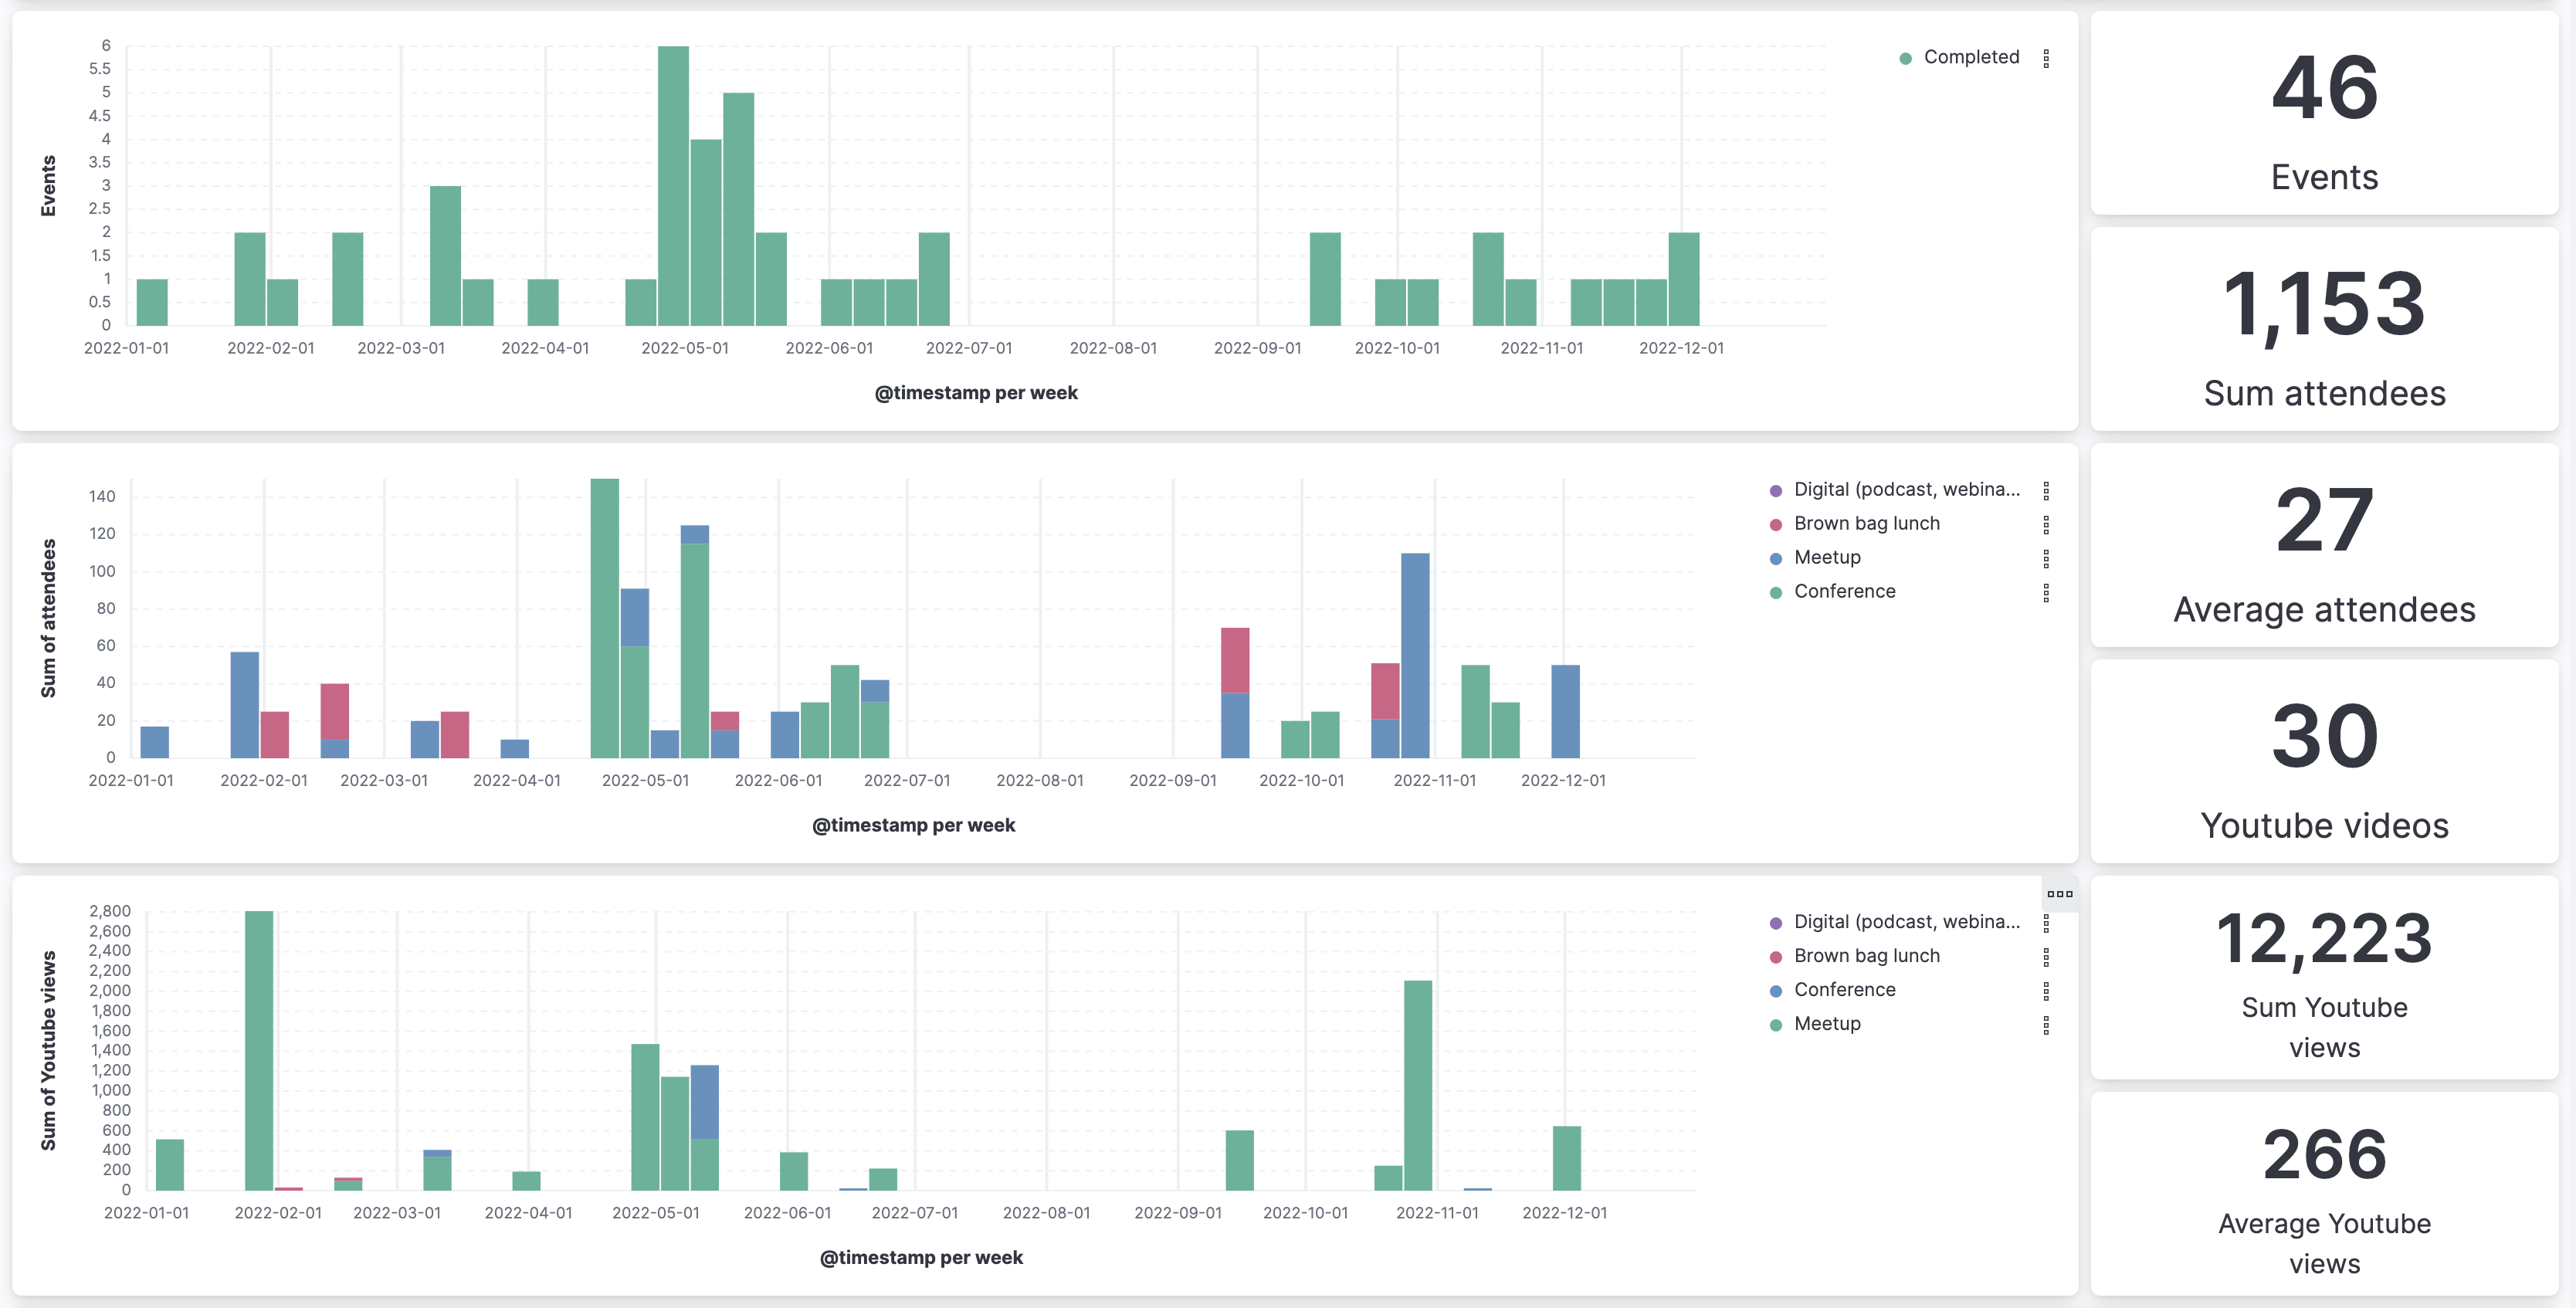 6
5.5
5
4.5
4
3.5
3
2.5
2
1.5
1
0.5
0
Events
2022-01-01 2022-02-01 2022-03-01 2022-04-01 2022-05-01 2022-06-01 2022-07-01 2022-08-01 2022-09-01 2022-10-01 2022-11-01 2022-12-01
@timestamp per week
Completed
46
Events
1,153
Sum attendees
140
120
100
80
60
40
20
0
Sum of attendees
2022-01-01 2022-02-01 2022-03-01 2022-04-01 2022-05-01 2022-06-01 2022-07-01 2022-08-01 2022-09-01 2022-10-01 2022-11-01 2022-12-01
@timestamp per week
Digital (podcast, webina...
Brown bag lunch
Meetup
Conference
27
Average attendees
30
Youtube videos
2,800
2,600
2,400
2,200
2,000
1,800
1,600
1,400
1,200
1,000
800
600
400
200
0
Sum of Youtube views
2022-01-01 2022-02-01 2022-03-01 2022-04-01 2022-05-01 2022-06-01 2022-07-01 2022-08-01 2022-09-01 2022-10-01 2022-11-01 2022-12-01
@timestamp per week
Digital (podcast, webina...
Brown bag lunch
Conference
Meetup
12,223
Sum Youtube
views
266
Average Youtube
views